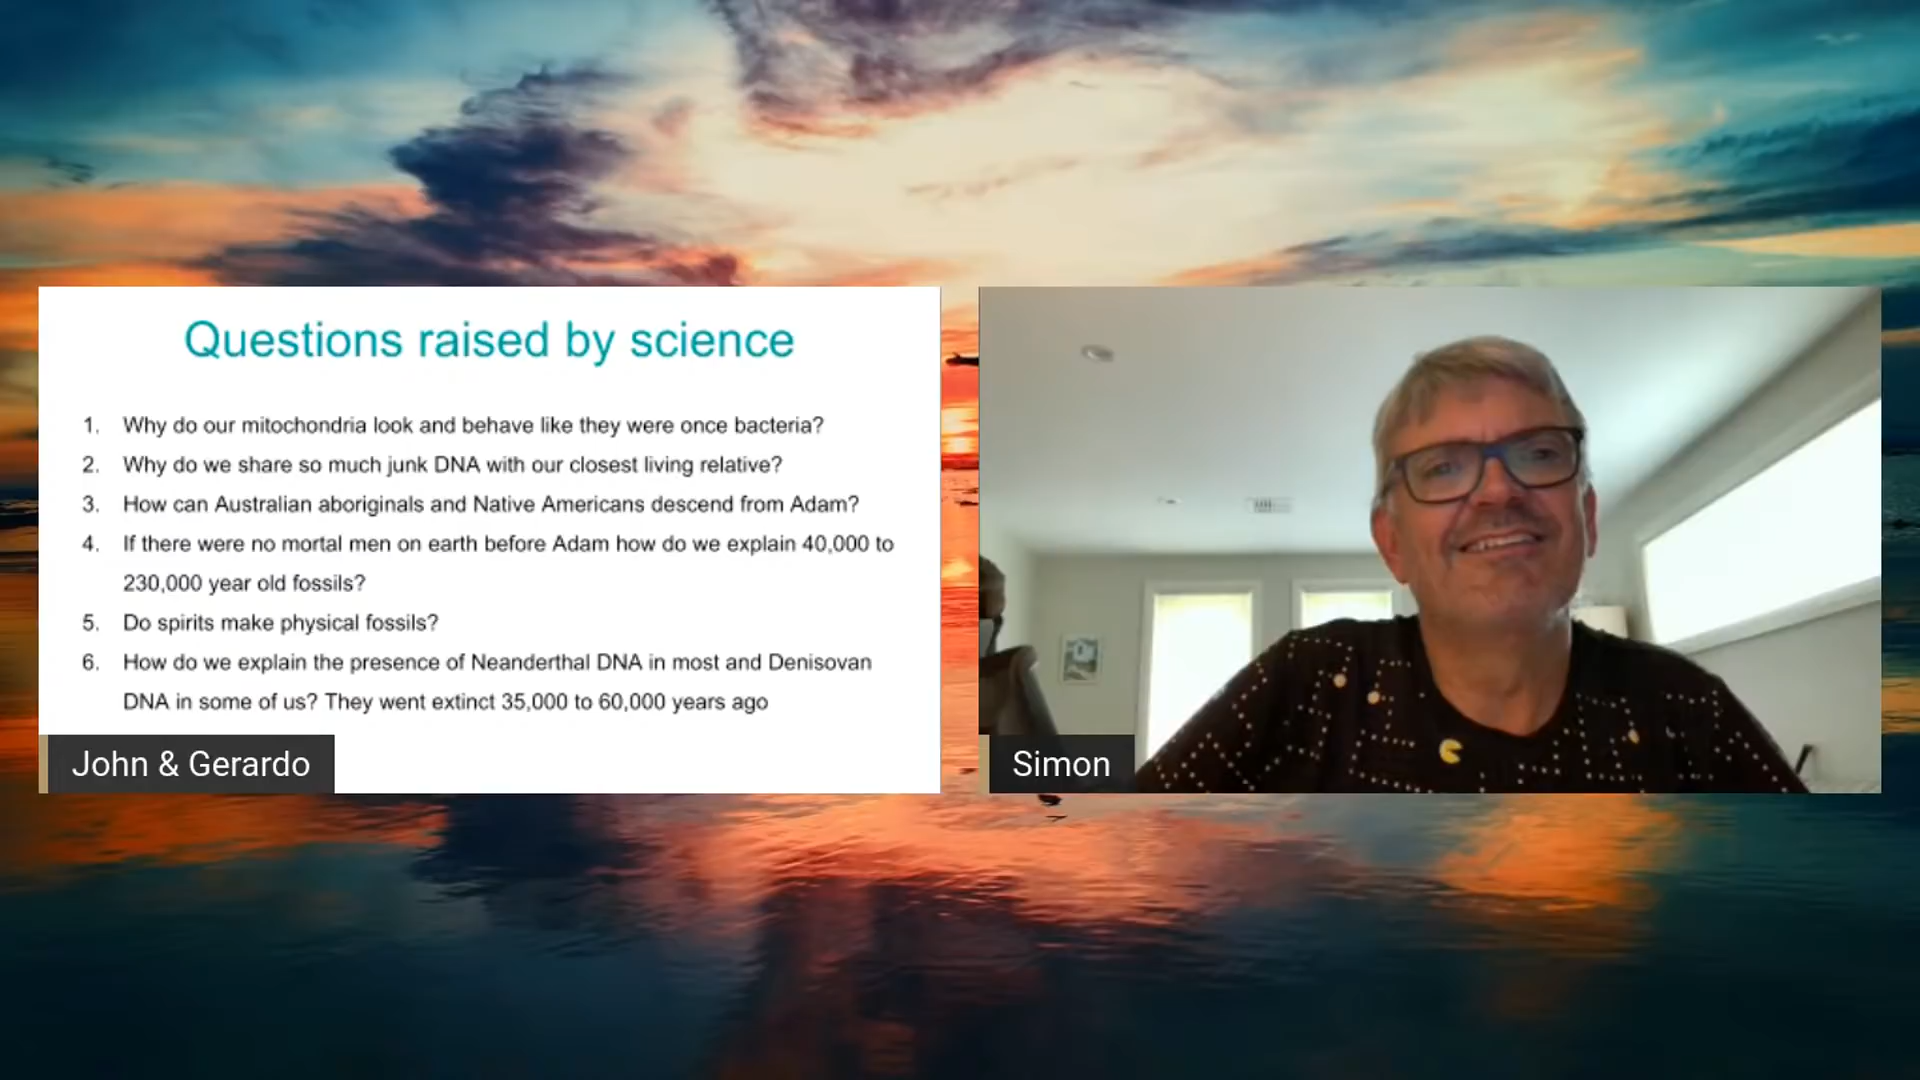 Questions raised by science
1. Why do our mitochondria look and behave like they were once bacteria?
2. Why do we share so much junk DNA with our closest living relative?
3. How can Australian aboriginals and Native Americans descend from Adam?
4. If there were no mortal men on earth before Adam how do we explain 40,000 to
230,000 year old fossils?
5. Do spirits make physical fossils?
6. How do we explain the presence of Neanderthal DNA in most and Denisovan
DNA in some of us? They went extinct 35,000 to 60,000 years ago
John & Gerardo
Simon